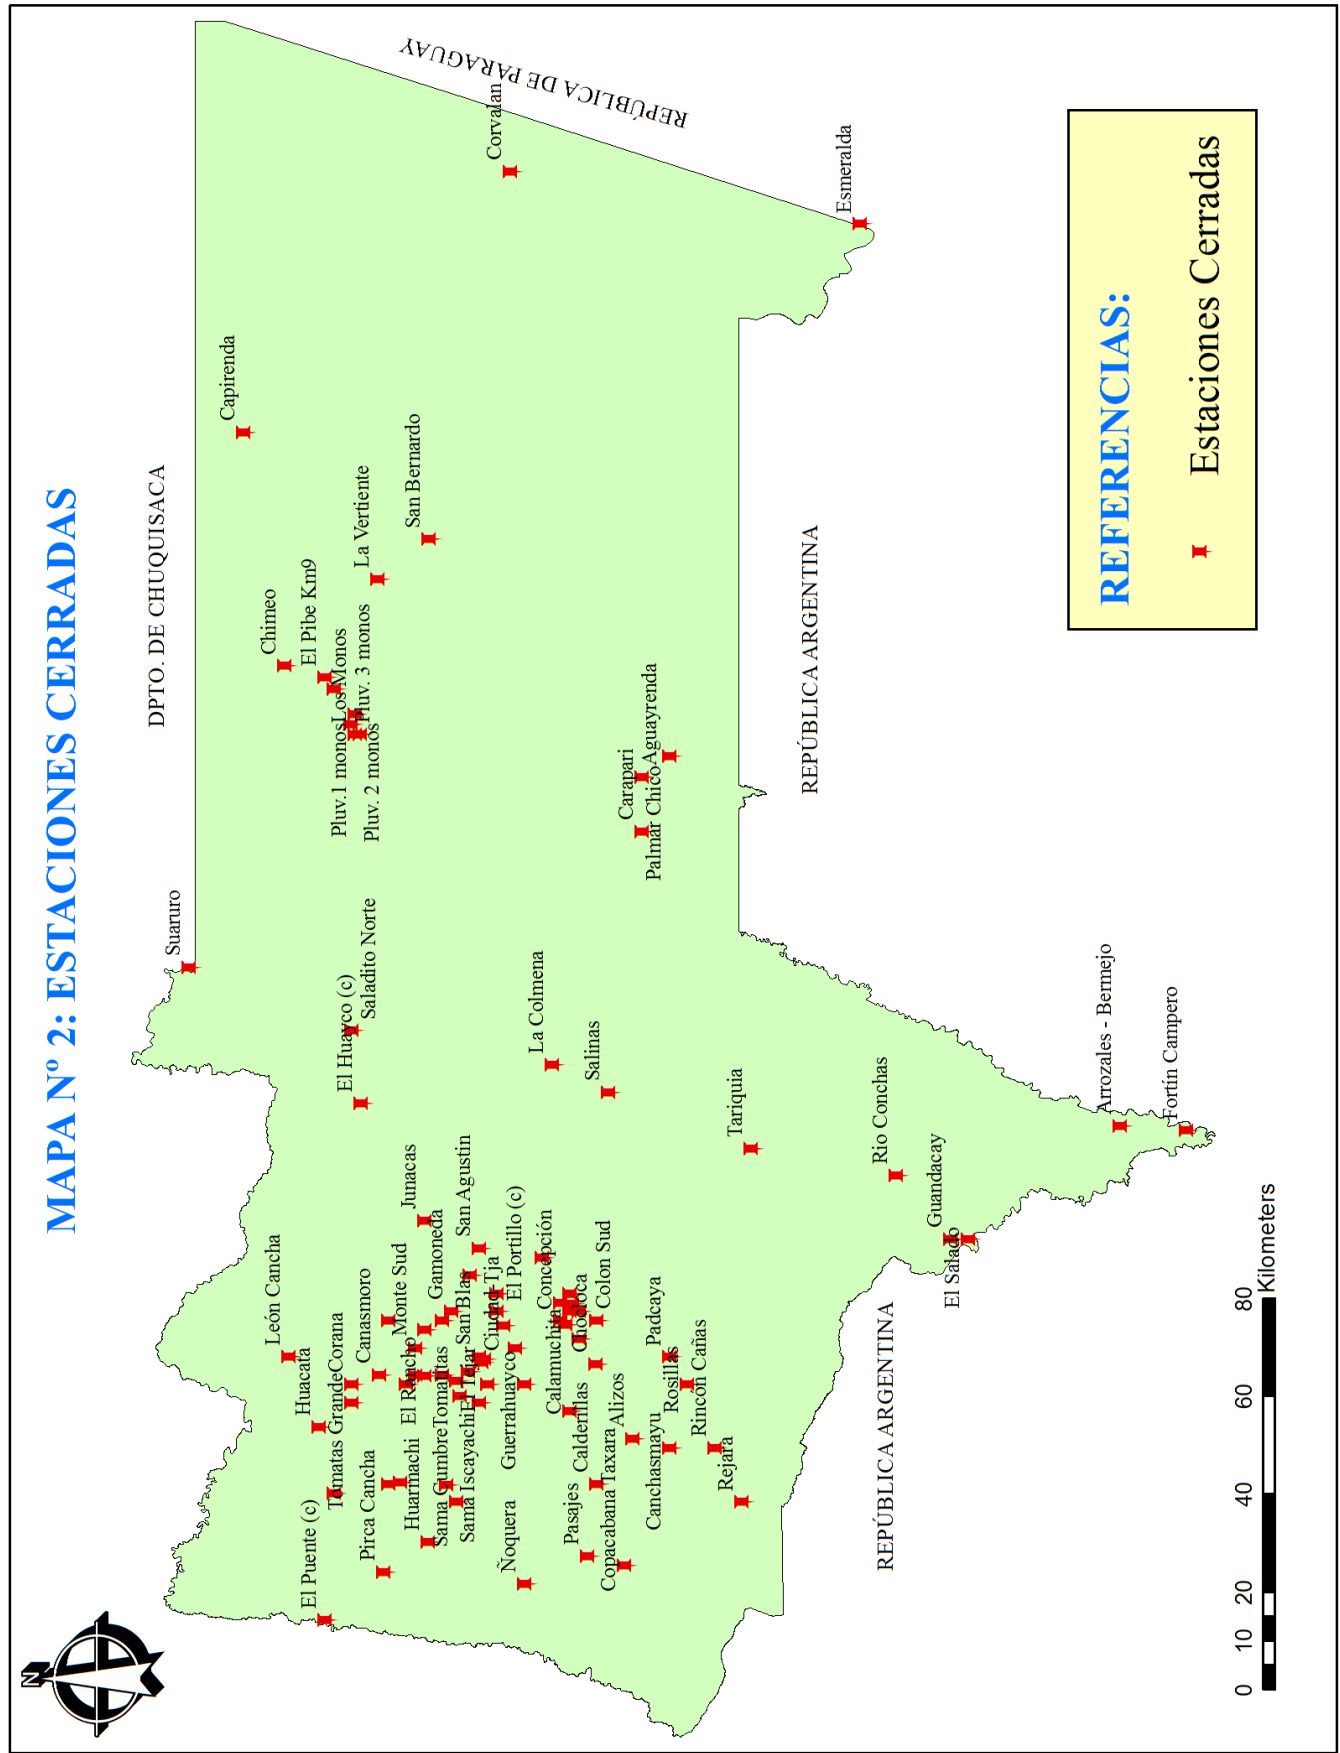 MAPA Nº 2: ESTACIONES CERRADAS
N
DPTO. DE CHUQUISACA
REPÚBLICA DE PARAGUAY
REPÚBLICA ARGENTINA
REPÚBLICA ARGENTINA
Suaruro
Capirenda
Corvalan
Esmeralda
Chimeo
El Pibe Km9
La Vertiente
San Bernardo
Los Monos
Pluv.1 monos
Pluv. 3 monos
Pluv. 2 monos
Aguayrenda
Carapari
Palmar Chico
Saladito Norte
El Huayco (c)
La Colmena
Salinas
Tariquia
Rio Conchas
Guandacay
El Salado
Arrozales - Bermejo
Fortín Campero
León Cancha
Huacata
Corana
Tomatas Grande
Canasmoro
Monte Sud
Junacas
Gamoneda
San Agustin
San Blas
Ciudad-Tja
El Portillo (c)
Concepción
Colon Sud
Chocloca
Calamuchita
El Rancho
Tomatitas
El Tejar
Guerrahuayco
El Puente (c)
Pirca Cancha
Huarmachi
Sama Cumbre
Sama Iscayachi
Ñoquera
Pasajes
Calderillas
Alizos
Taxara
Copacabana
Canchasmayu
Padcaya
Rosillas
Rincón Cañas
Rejara
REFERENCIAS:
Estaciones Cerradas
0 10 20 40 60 80
Kilometers